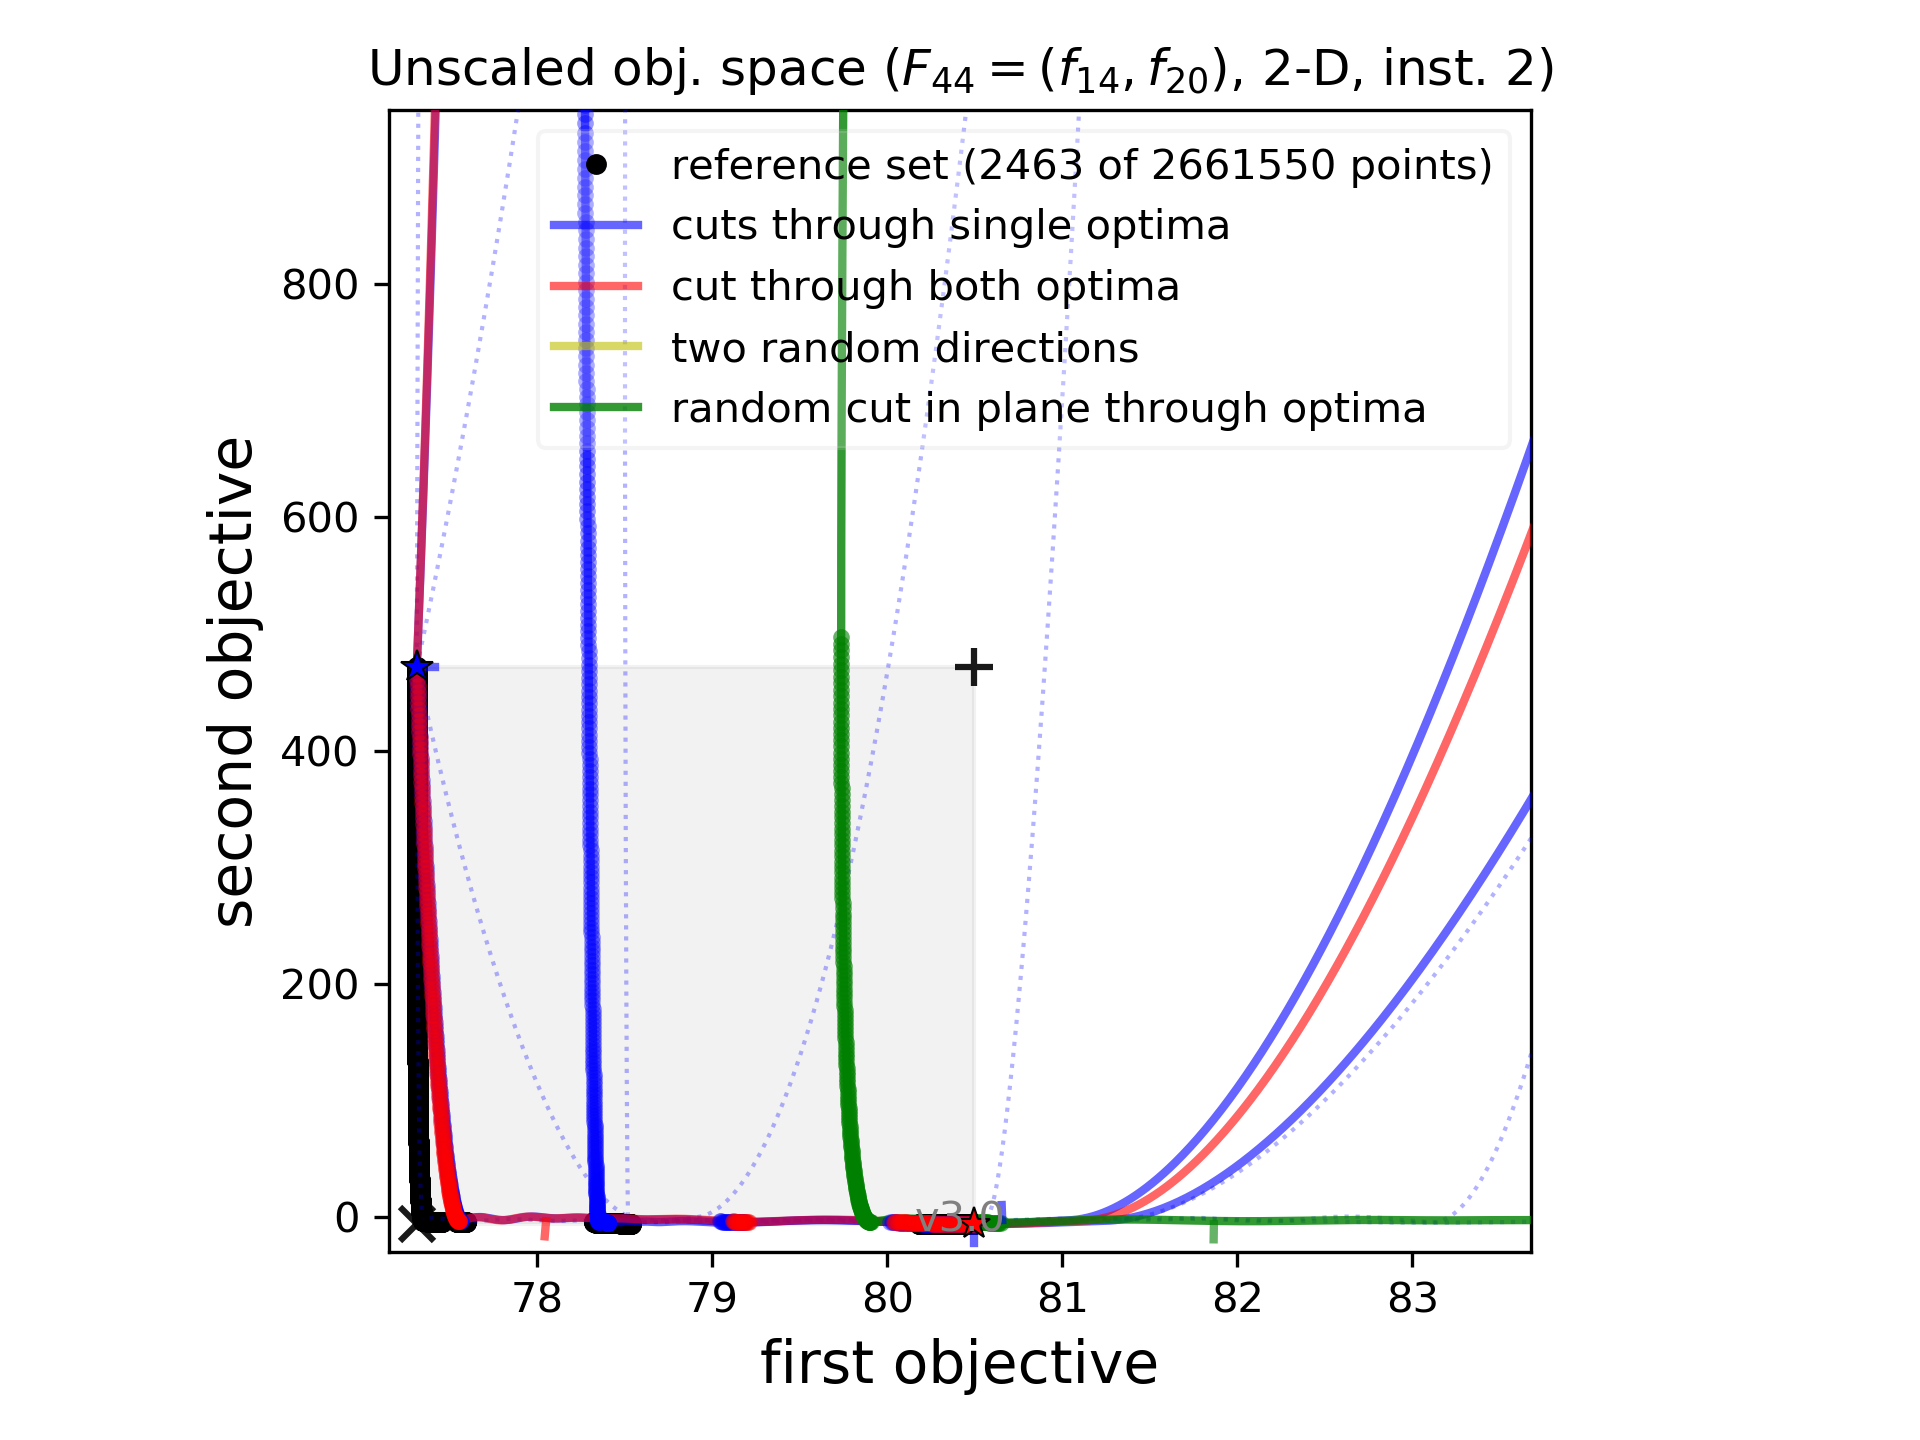 Unscaled obj. space (F44 = (f14, f20), 2-D, inst. 2)
reference set (2463 of 2661550 points)
cuts through single optima
cut through both optima
two random directions
random cut in plane through optima
second objective
800
600
400
200
0
v3.0
78 79 80 81 82 83
first objective